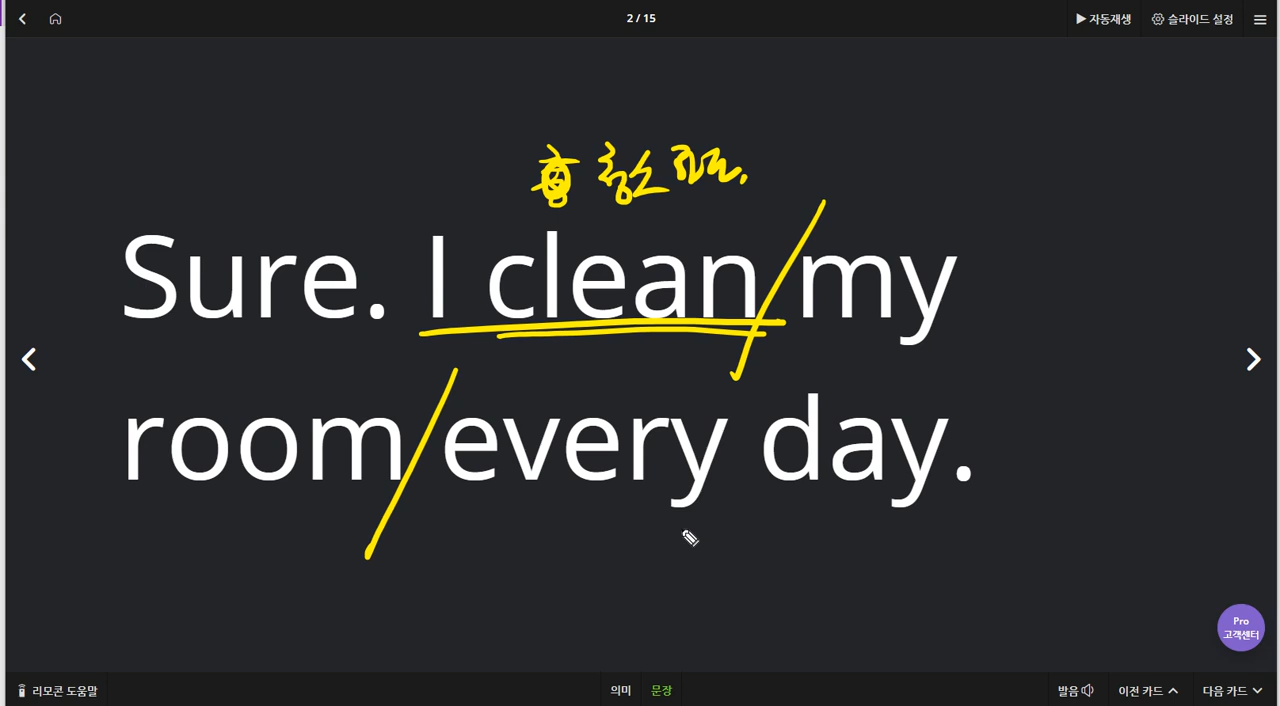 2 / 15
자동재생
슬라이드 설정
Sure. I clean my
room every day.
Pro
고객센터
리모콘 도움말
의미
문장
발음
이전 카드
다음 카드